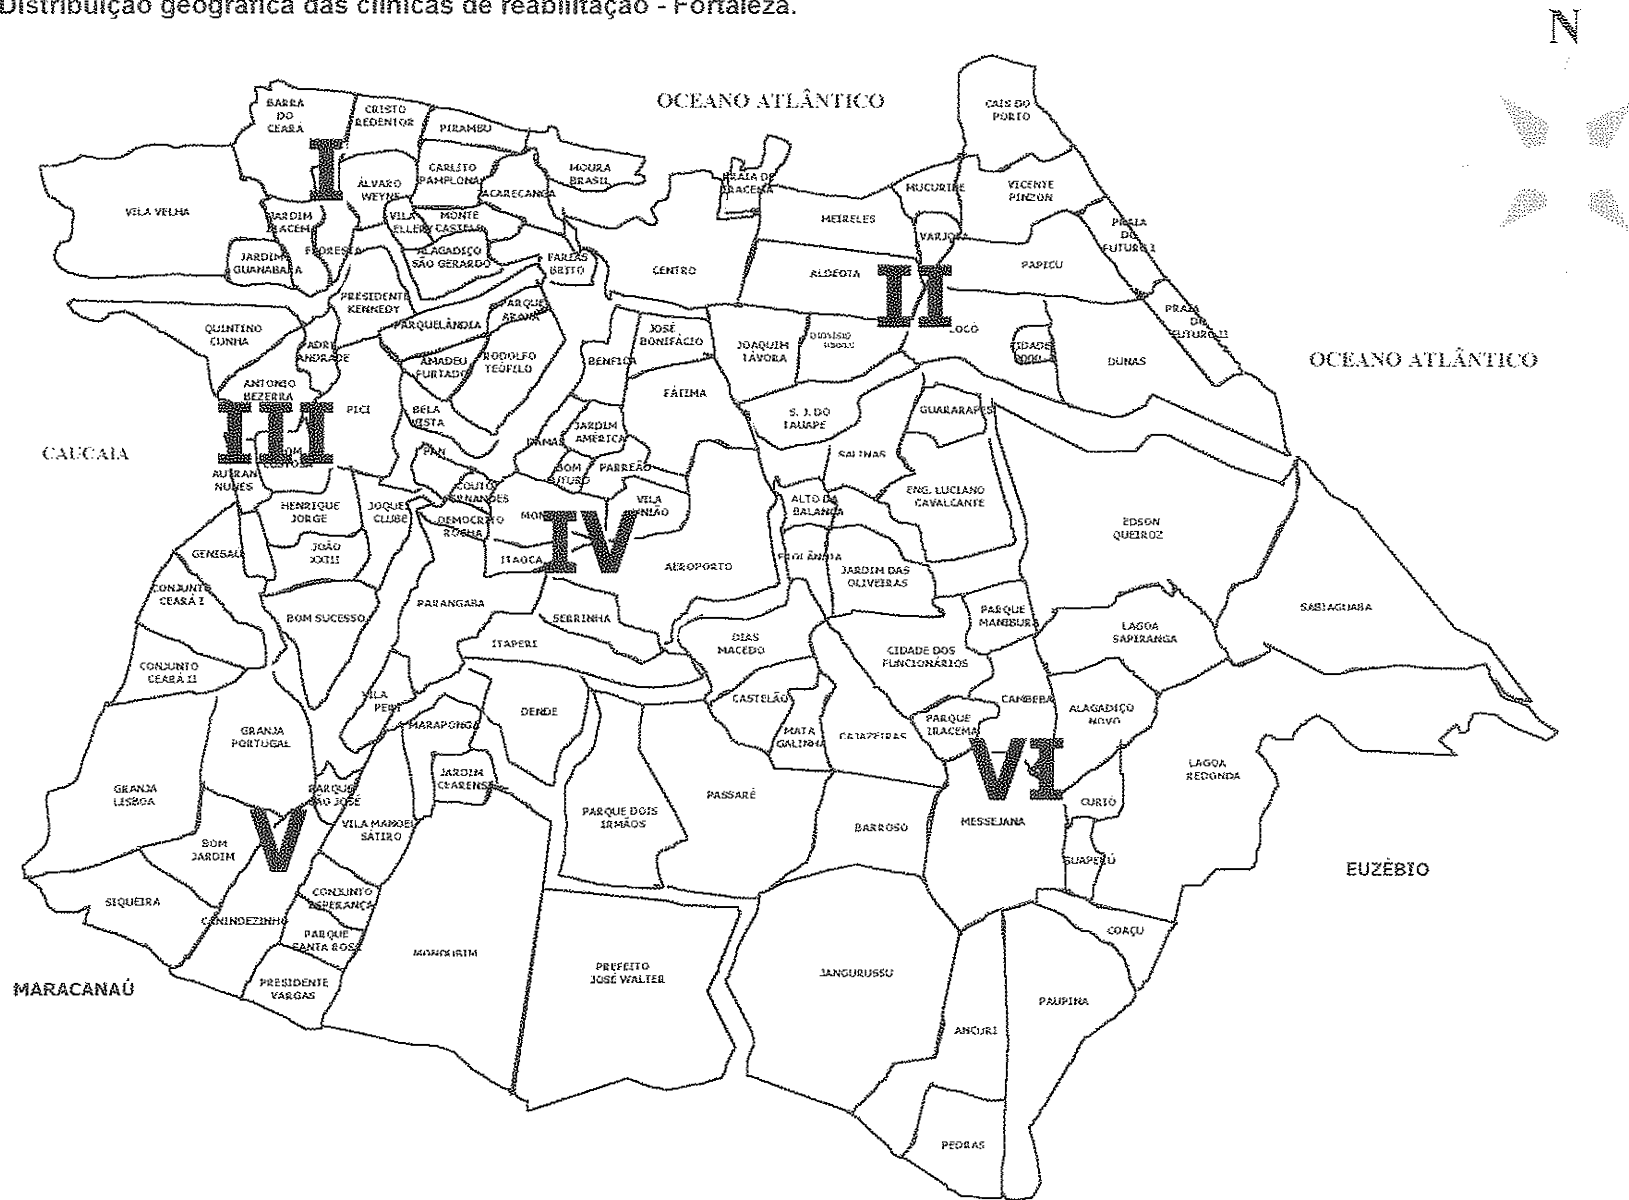 Distribuição geográfica das clínicas de reabilitação - Fortaleza.
N
OCEANO ATLÂNTICO
CAIS DO
PORTO
BARRA
DO
CEARÁ
CRISTO
REDENTOR
PIRAMBU
I
CARLITO
PAMPLONA
MOURA
BRASIL
JACARECANGA
ÁLVARO
WEYNE
PRAIA DE
IRACEMA
MUCURIPE
VICENTE
PINZON
VILA VELHA
JARDIM
IRACEMA
VILA
ELLERY
MONTE
CASTELO
MEIRELES
PRAIA
DO
FUTURO I
VARJOTA
FLORESTA
ALAGADIÇO
SÃO GERARDO
FARIAS
BRITO
JARDIM
GUANABARA
CENTRO
ALDEOTA
PAPICU
II
PRESIDENTE
KENNEDY
PARQUE
PARQUELÂNDIA
PRAIA
DO
FUTURO II
QUINTINO
CUNHA
PADRE
ANDRADE
JOSÉ
BONIFÁCIO
JOAQUIM
TÁVORA
DIONÍSIO
COCÓ
CIDADE
DUNAS
OCEANO ATLÂNTICO
AMADEU
FURTADO
RODOLFO
TEÓFILO
BENFICA
ANTONIO
BEZERRA
FÁTIMA
PICI
BELA
VISTA
S. J. DO
TAUAPE
GUARARAPES
III
CAUCAIA
JARDIM
AMÉRICA
DAMAS
PAN
SALINAS
AUTRAN
NUNES
BOM
FUTURO
PARREÃO
COUTO
FERNANDES
ENG. LUCIANO
CAVALCANTE
HENRIQUE
JORGE
JOQUEI
CLUBE
VILA
UNIÃO
ALTO DA
BALANÇA
DEMOCRITO
ROCHA
IV
EDSON
QUEIROZ
GENIBAU
JOÃO
XXIII
ITAOCA
AEROPORTO
JARDIM DAS
OLIVEIRAS
CONJUNTO
CEARÁ I
BOM SUCESSO
PARANGABA
SERRINHA
PARQUE
MANIBURA
SABIAGUABA
LAGOA
SAPIRANGA
ITAPERI
DIAS
MACEDO
CIDADE DOS
FUNCIONÁRIOS
CONJUNTO
CEARÁ II
VILA
PERI
CASTELÃO
CAMBEBA
ALAGADIÇO
NOVO
DENDE
MARAPONGA
PARQUE
IRACEMA
MATA
GALINHA
CAJAZEIRAS
GRANJA
PORTUGAL
VI
LAGOA
REDONDA
JARDIM
CEARENSE
GRANJA
LISBOA
PARQUE
SÃO JOSÉ
PASSARÉ
CURIÓ
PARQUE DOIS
IRMÃOS
V
VILA MANOEL
SÁTIRO
BARROSO
MESSEJANA
BOM
JARDIM
GUAPERÚ
EUZÉBIO
SIQUEIRA
CONJUNTO
ESPERANÇA
CANINDEZINHO
PARQUE
SANTA ROSA
COAÇU
MONDUBIM
PREFEITO
JOSÉ WALTER
JANGURUSSU
MARACANAÚ
PRESIDENTE
VARGAS
PAUPINA
ANCURI
PEDRAS